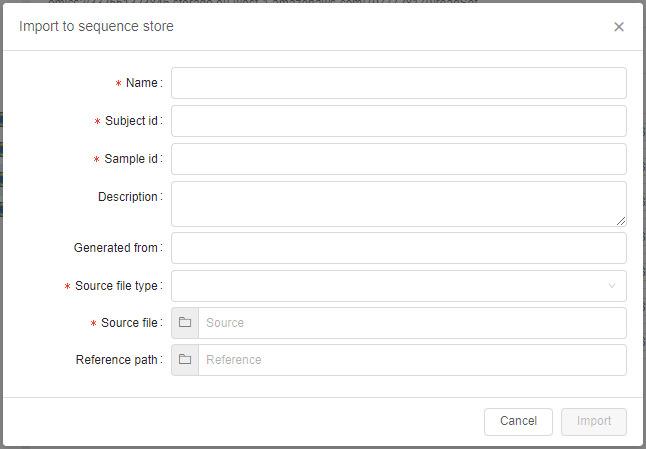 Import to sequence store
* Name :
* Subject id :
* Sample id :
Description :
Generated from :
* Source file type :
* Source file : Source
Reference path : Reference
Cancel Import